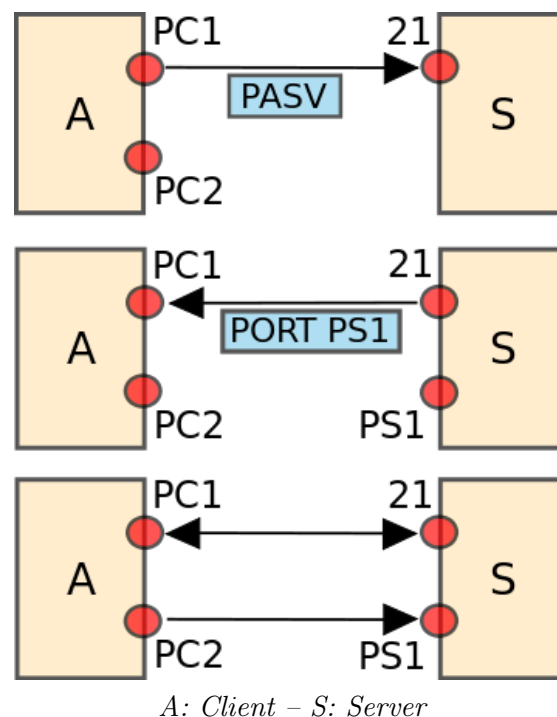 PC1 21
PASV
A S
PC2
PC1 21
PORT PS1
A S
PC2 PS1
PC1 21
A S
PC2 PS1
A: Client – S: Server